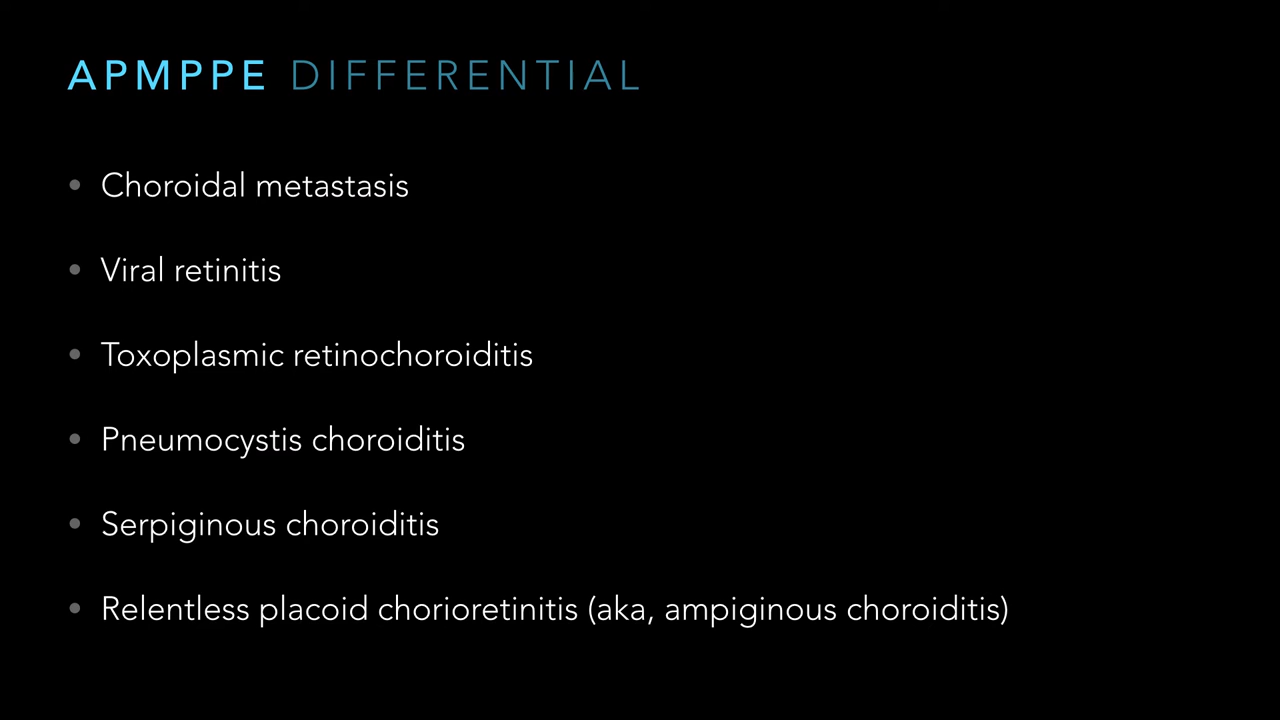 APMPPE DIFFERENTIAL
• Choroidal metastasis
• Viral retinitis
• Toxoplasmic retinochoroiditis
• Pneumocystis choroiditis
• Serpiginous choroiditis
• Relentless placoid chorioretinitis (aka, ampiginous choroiditis)